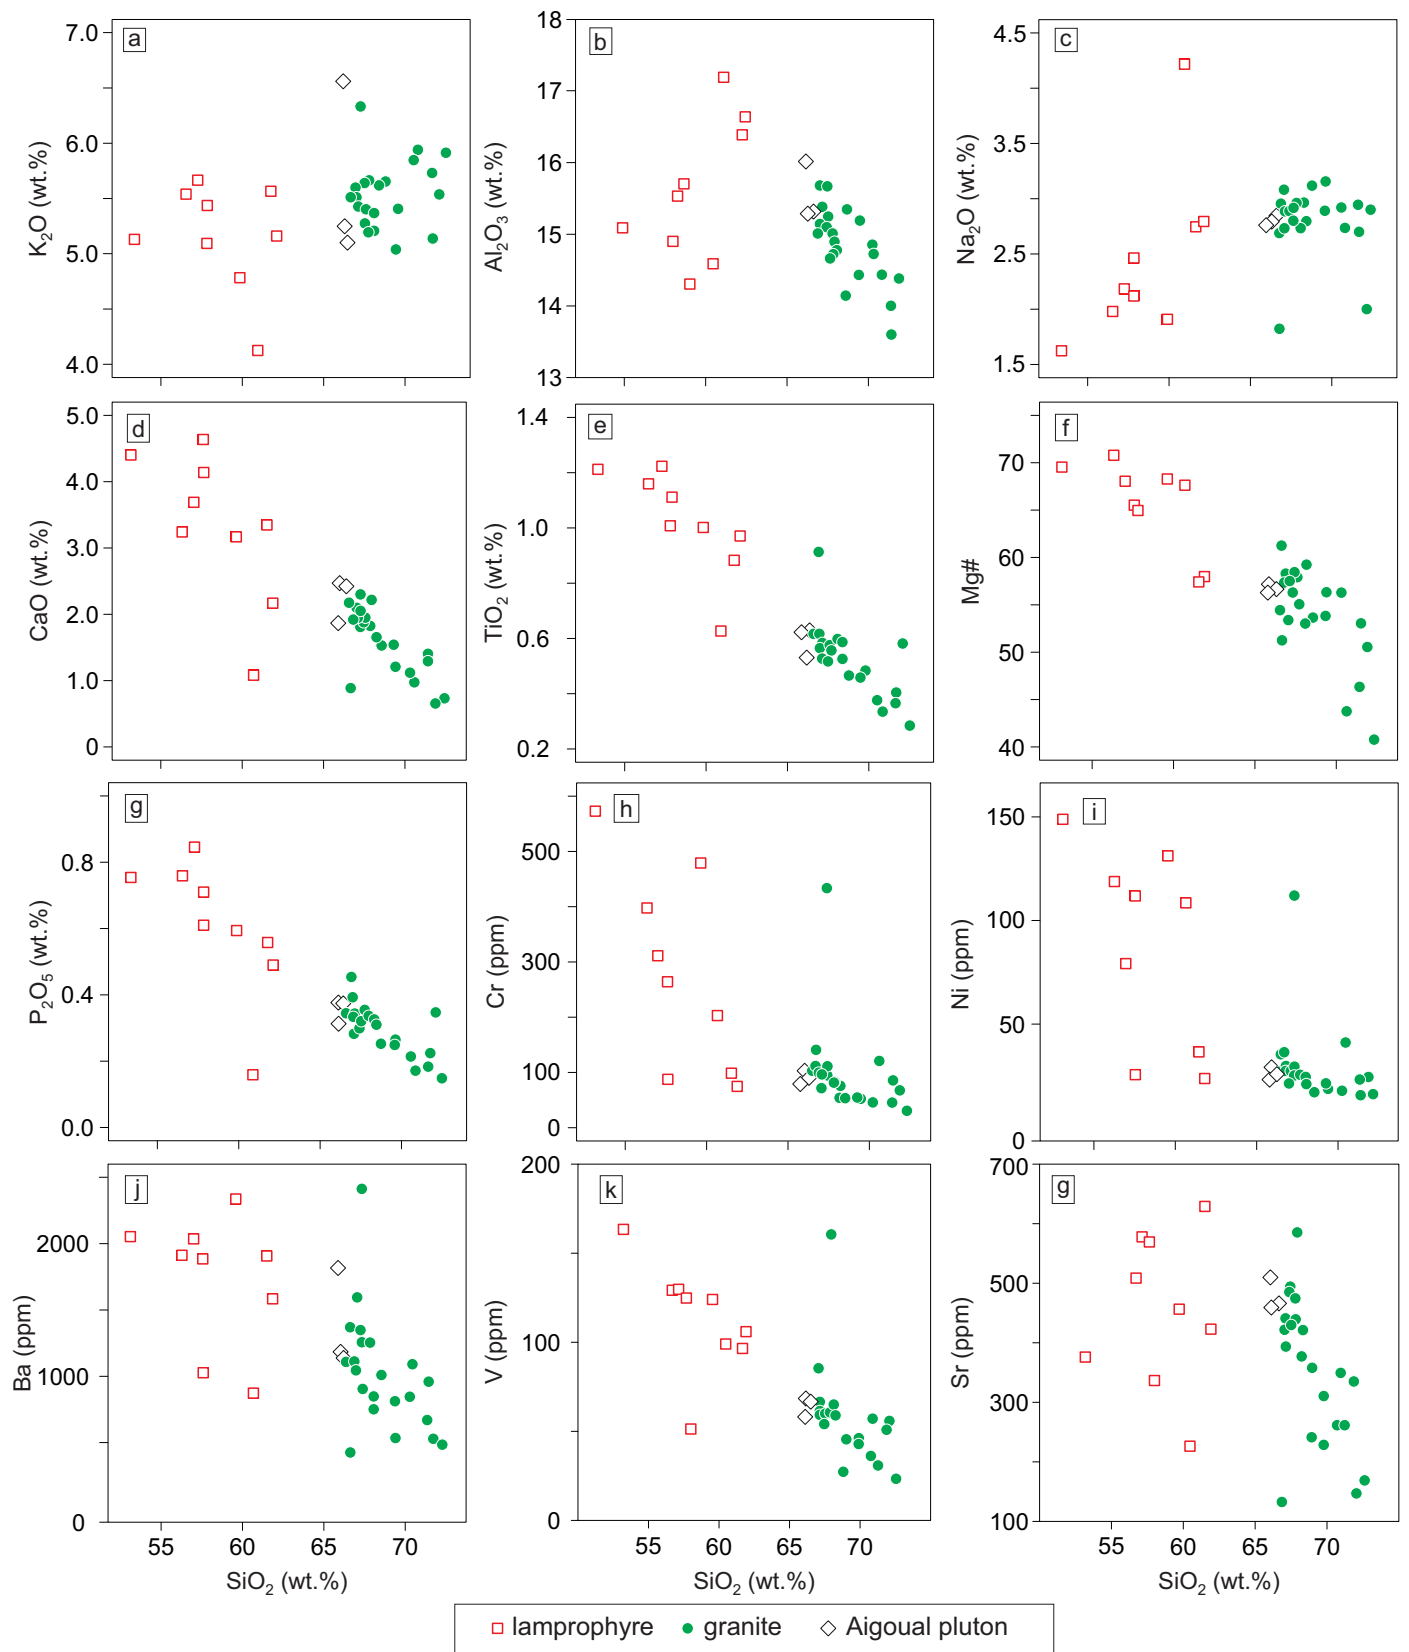 a
7.0
6.0
5.0
4.0
K2O (wt.%)
b
18
17
16
15
14
13
Al2O3 (wt.%)
c
4.5
3.5
2.5
1.5
Na2O (wt.%)
d
5.0
4.0
3.0
2.0
1.0
0
CaO (wt.%)
e
1.4
1.0
0.6
0.2
TiO2 (wt.%)
f
70
60
50
40
Mg#
g
0.8
0.4
0.0
P2O5 (wt.%)
h
500
300
100
0
Cr (ppm)
i
150
100
50
0
Ni (ppm)
j
2000
1000
0
Ba (ppm)
55 60 65 70
SiO2 (wt.%)
k
200
100
0
V (ppm)
55 60 65 70
SiO2 (wt.%)
g
700
500
300
100
Sr (ppm)
55 60 65 70
SiO2 (wt.%)
lamprophyre granite Aigoual pluton